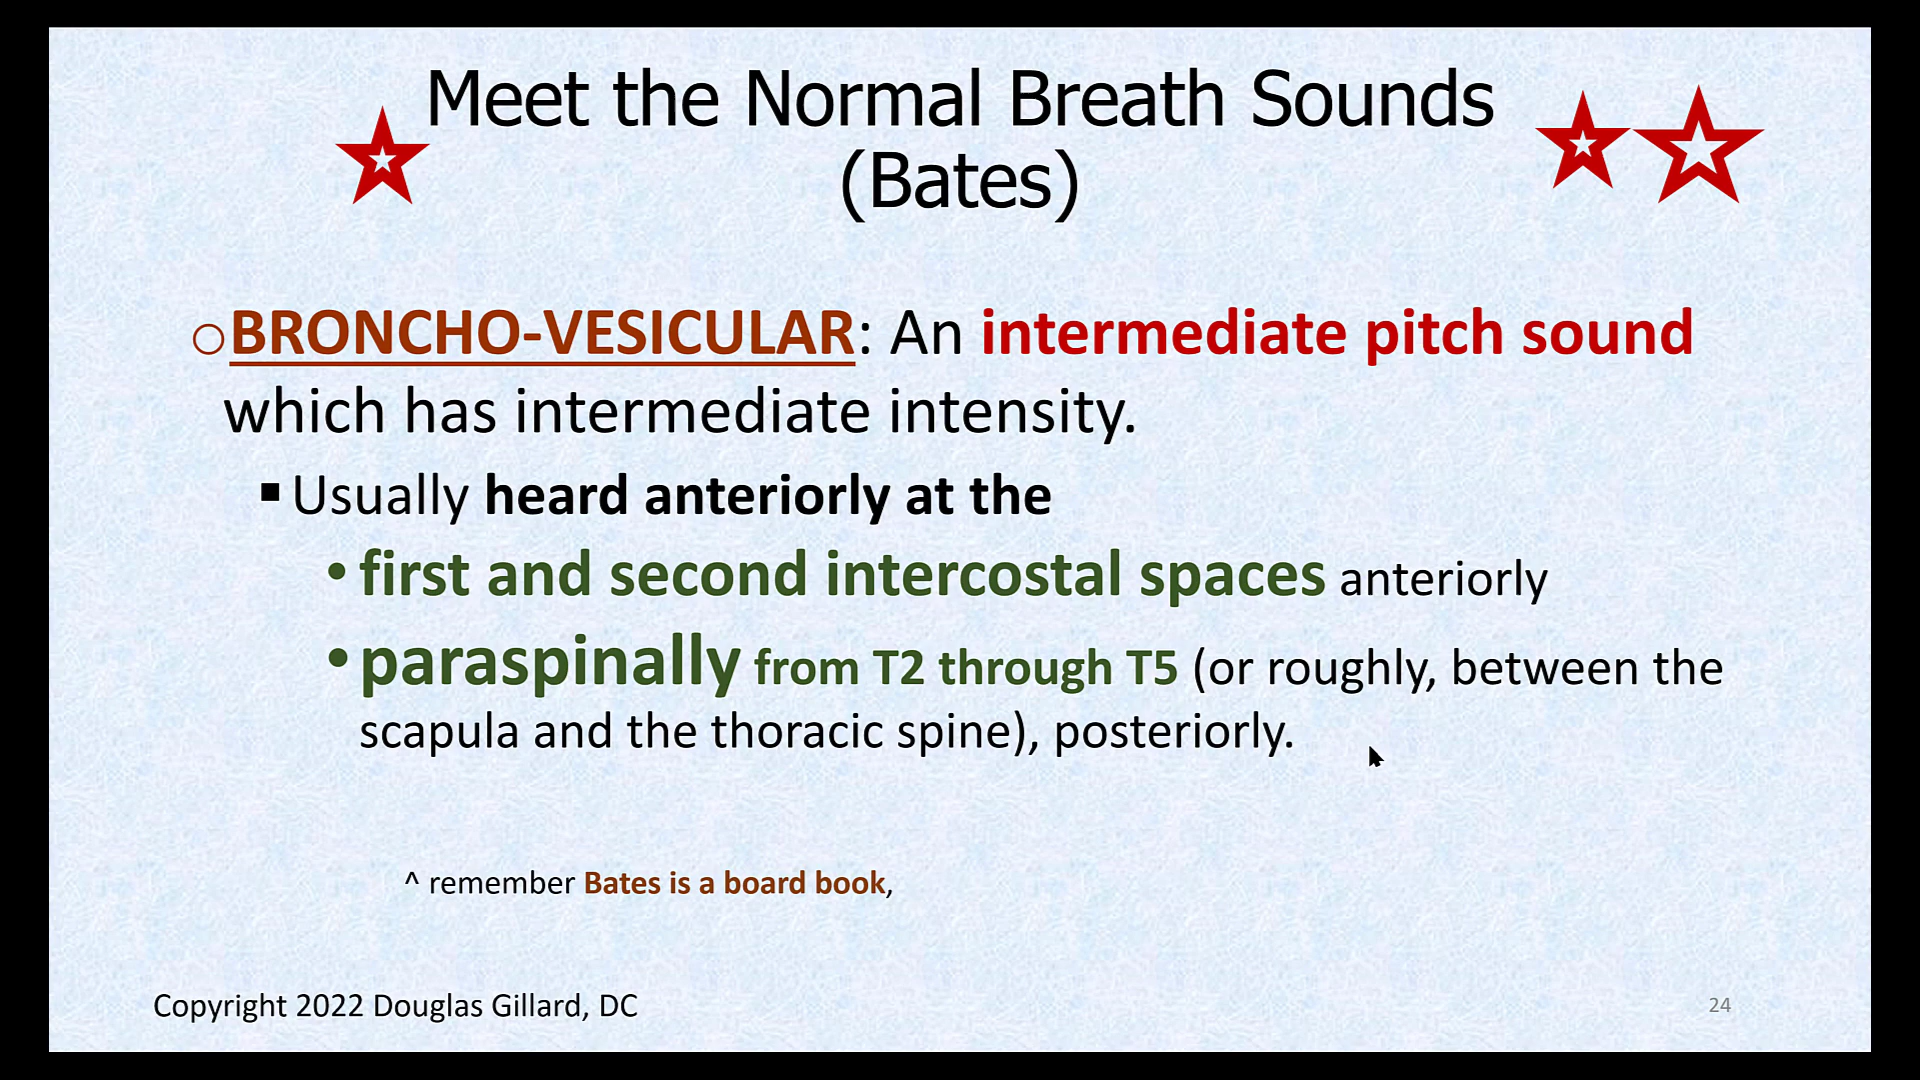 Meet the Normal Breath Sounds
(Bates)
○BRONCHO-VESICULAR: An intermediate pitch sound
which has intermediate intensity.
▪Usually heard anteriorly at the
•first and second intercostal spaces anteriorly
•paraspinally from T2 through T5 (or roughly, between the
scapula and the thoracic spine), posteriorly.
^ remember Bates is a board book,
Copyright 2022 Douglas Gillard, DC
24